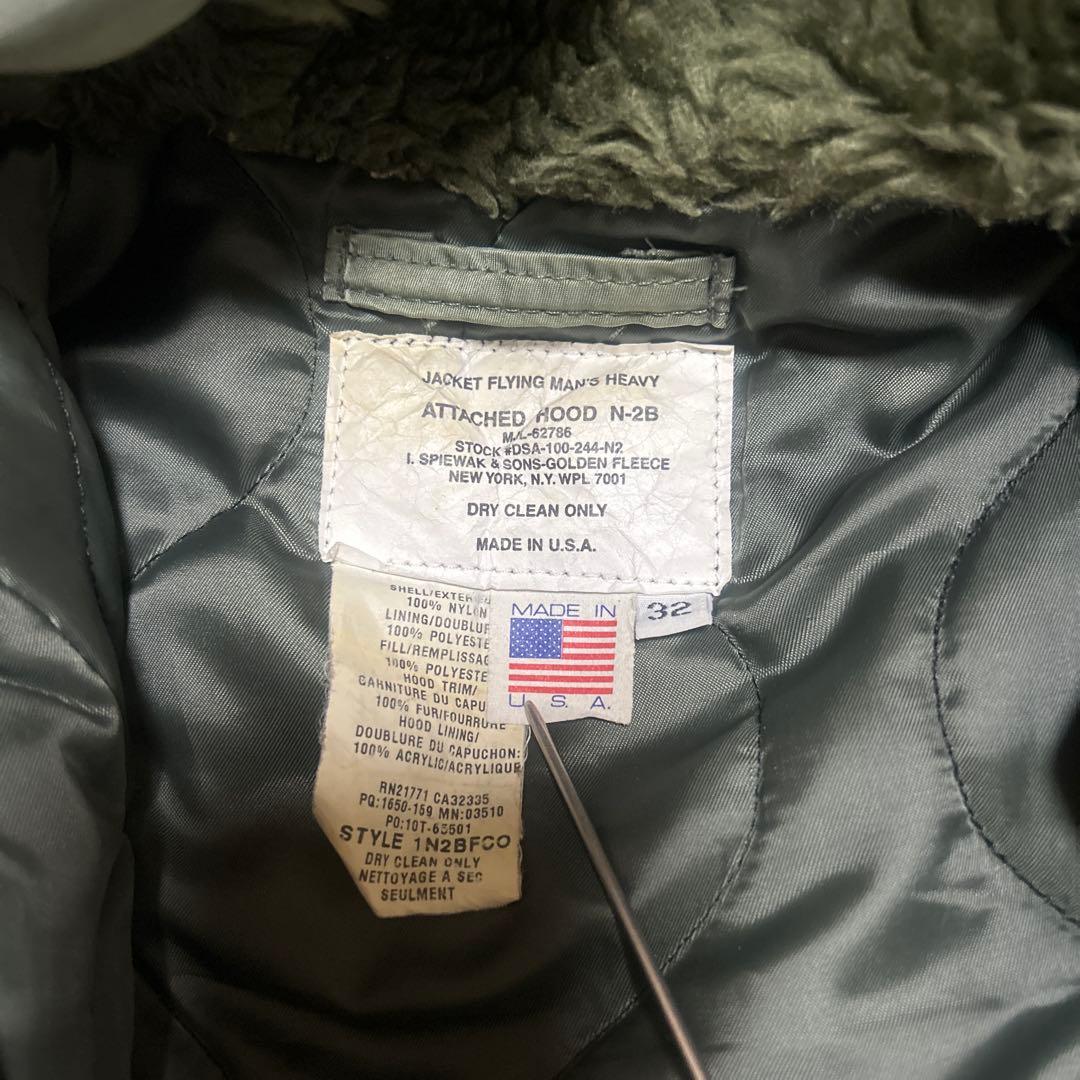 JACKET FLYING MAN'S HEAVY
ATTACHED HOOD N-2B
MIL-62786
STOCK #DSA-100-244-N2
I. SPIEWAK & SONS-GOLDEN FLEECE
NEW YORK, N.Y. WPL 7001
DRY CLEAN ONLY
MADE IN U.S.A.
SHELL/EXTER
100% NYLON
LINING/DOUBLUR
100% POLYESTE
FILL/REMPLISSAG
100% POLYESTE
HOOD TRIM/
GARNITURE DU CAPU
100% FUR/FOURRURE
HOOD LINING/
DOUBLURE DU CAPUCHON:
100% ACRYLIC/ACRYLIQUE
RN21771 CA32335
PQ:1650-159 MN:03510
PO:10T-63501
STYLE 1N2BFCO
DRY CLEAN ONLY
NETTOYAGE A SEC
SEULMENT
MADE IN
U. S. A.
32